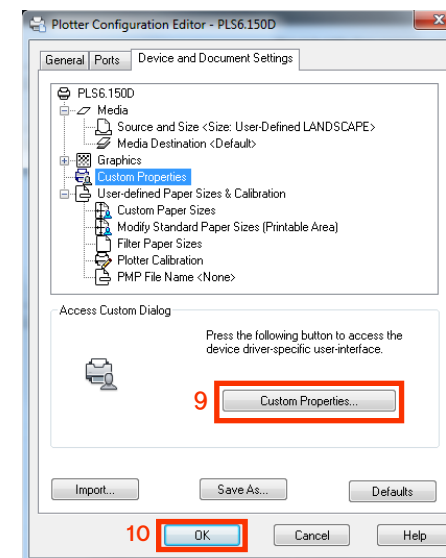 Plotter Configuration Editor - PLS6.150D
General Ports Device and Document Settings
PLS6.150D
Media
Source and Size <Size: User-Defined LANDSCAPE>
Media Destination <Default>
Graphics
Custom Properties
User-defined Paper Sizes & Calibration
Custom Paper Sizes
Modify Standard Paper Sizes (Printable Area)
Filter Paper Sizes
Plotter Calibration
PMP File Name <None>
Access Custom Dialog
Press the following button to access the
device driver-specific user-interface.
9 Custom Properties...
Import... Save As... Defaults
10 OK Cancel Help